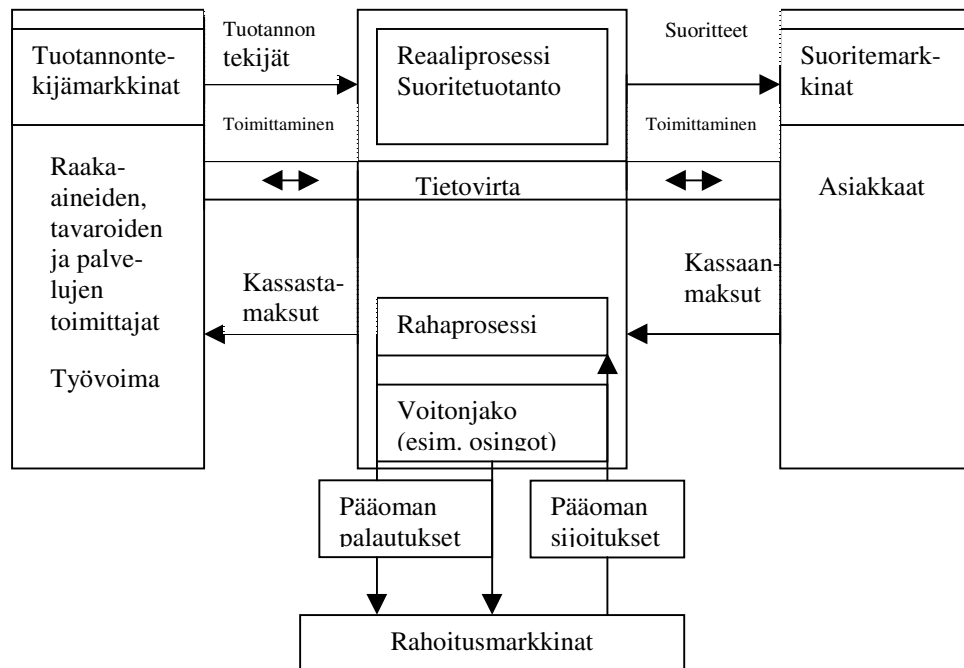 Tuotannonte-
kijämarkkinat
Raaka-
aineiden,
tavaroiden
ja palve-
lujen
toimittajat
Työvoima
Tuotannon
tekijät
Toimittaminen
Kassasta-
maksut
Reaaliprosessi
Suoritetuotanto
Tietovirta
Rahaprosessi
Voitonjako
(esim. osingot)
Suoritteet
Toimittaminen
Kassaan-
maksut
Suoritemark-
kinat
Asiakkaat
Pääoman
palautukset
Pääoman
sijoitukset
Rahoitusmarkkinat